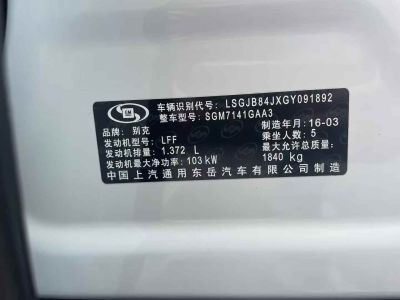 车辆识别代号: LSGJB84JXGY091892
整车型号: SGM7141GAA3
品牌: 别克 制造年月: 16-03
发动机型号: LFF 乘坐人数: 5
发动机排量: 1.372 L 最大允许总质量:
发动机最大净功率: 103 kW 1840 kg
中国上汽通用东岳汽车有限公司制造